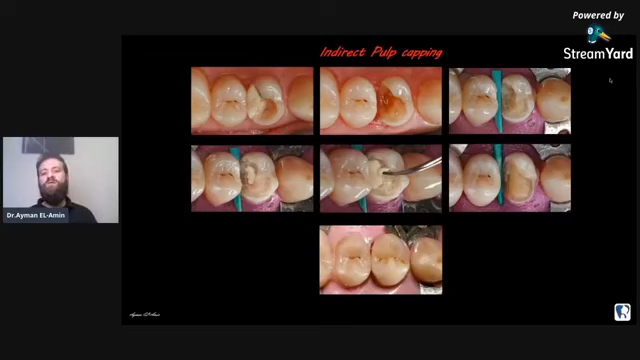 Powered by
StreamYard
Indirect Pulp capping
Dr.Ayman EL-Amin